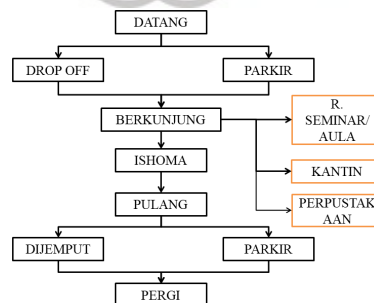 DATANG
DROP OFF
PARKIR
BERKUNJUNG
R.
SEMINAR/
AULA
ISHOMA
KANTIN
PULANG
PERPUSTAK
AAN
DIJEMPUT
PARKIR
PERGI